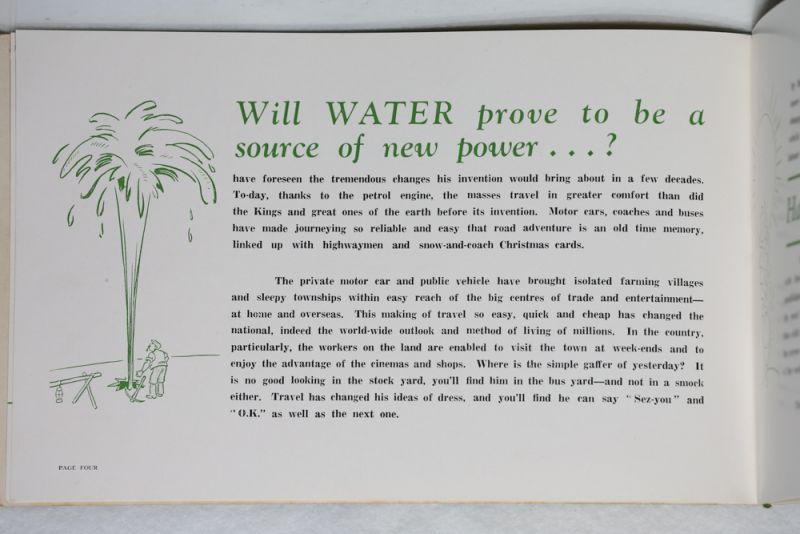 Will WATER prove to be a
source of new power . . . ?
have foreseen the tremendous changes his invention would bring about in a few decades.
To-day, thanks to the petrol engine, the masses travel in greater comfort than did
the Kings and great ones of the earth before its invention. Motor cars, coaches and buses
have made journeying so reliable and easy that road adventure is an old time memory,
linked up with highwaymen and snow-and-coach Christmas cards.
The private motor car and public vehicle have brought isolated farming villages
and sleepy townships within easy reach of the big centres of trade and entertainment—
at home and overseas. This making of travel so easy, quick and cheap has changed the
national, indeed the world-wide outlook and method of living of millions. In the country,
particularly, the workers on the land are enabled to visit the town at week-ends and to
enjoy the advantage of the cinemas and shops. Where is the simple gaffer of yesterday? It
is no good looking in the stock yard, you'll find him in the bus yard—and not in a smock
either. Travel has changed his ideas of dress, and you'll find he can say "Sez-you" and
"O.K." as well as the next one.
PAGE FOUR